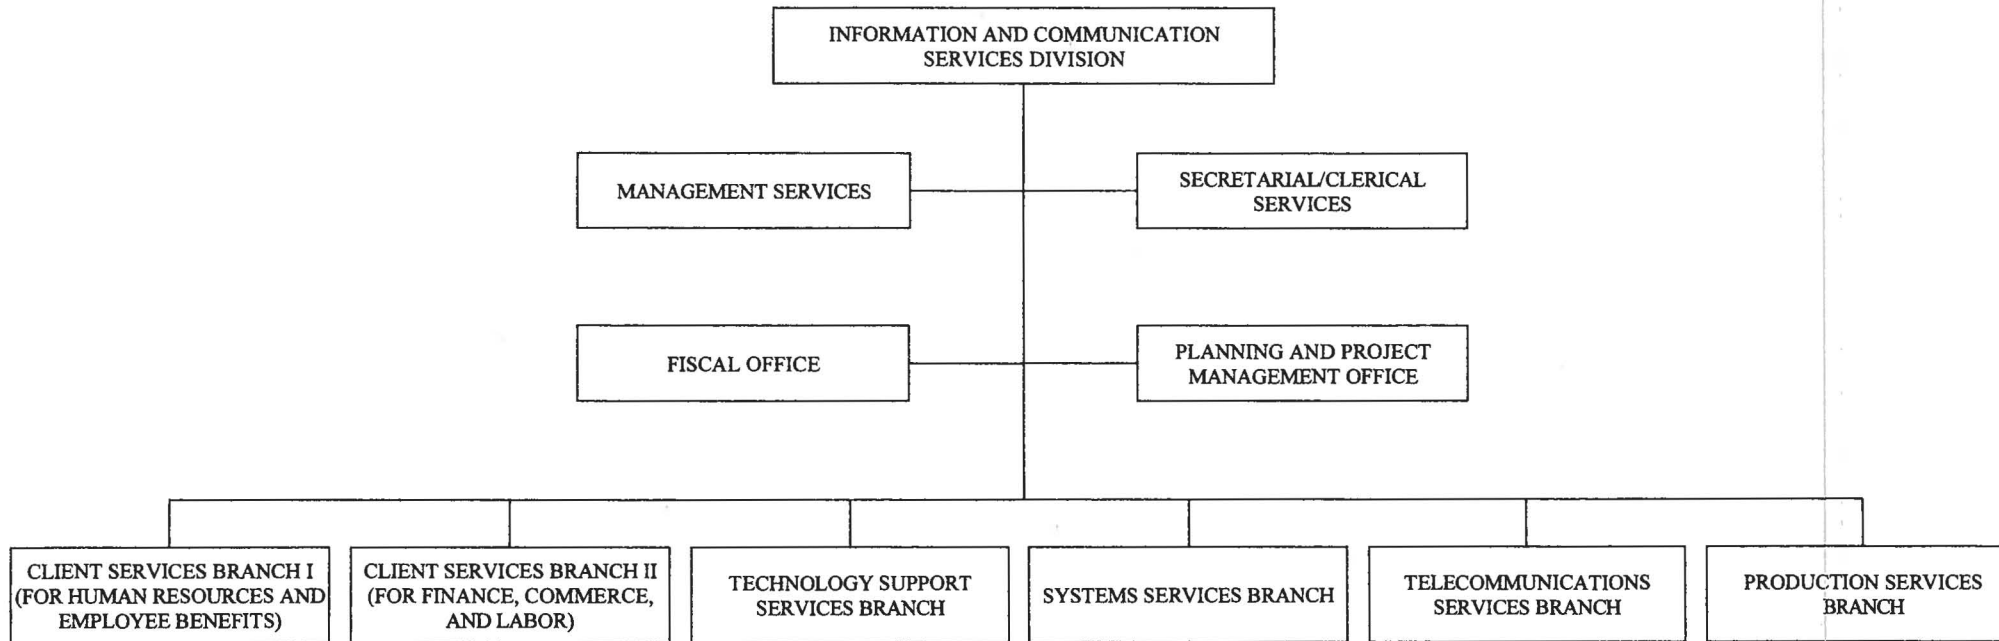 INFORMATION AND COMMUNICATION
SERVICES DIVISION
MANAGEMENT SERVICES
SECRETARIAL/CLERICAL
SERVICES
FISCAL OFFICE
PLANNING AND PROJECT
MANAGEMENT OFFICE
CLIENT SERVICES BRANCH I
(FOR HUMAN RESOURCES AND
EMPLOYEE BENEFITS)
CLIENT SERVICES BRANCH II
(FOR FINANCE, COMMERCE,
AND LABOR)
TECHNOLOGY SUPPORT
SERVICES BRANCH
SYSTEMS SERVICES BRANCH
TELECOMMUNICATIONS
SERVICES BRANCH
PRODUCTION SERVICES
BRANCH